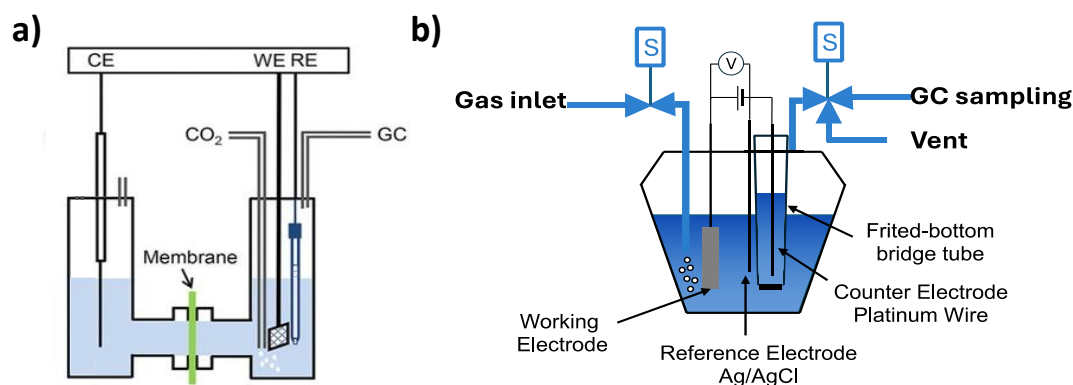 a)
CE
WE RE
CO2
GC
Membrane
b)
S
S
V
Gas inlet
GC sampling
Vent
Frited-bottom
bridge tube
Counter Electrode
Platinum Wire
Working
Electrode
Reference Electrode
Ag/AgCl